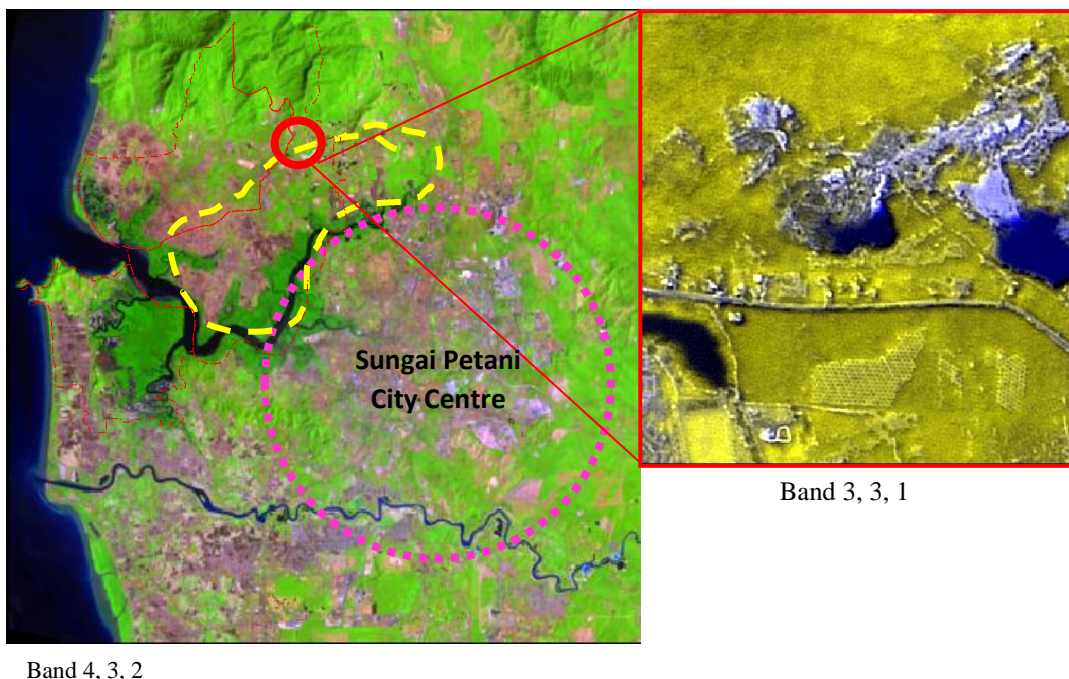 Sungai Petani
City Centre
Band 3, 3, 1
Band 4, 3, 2